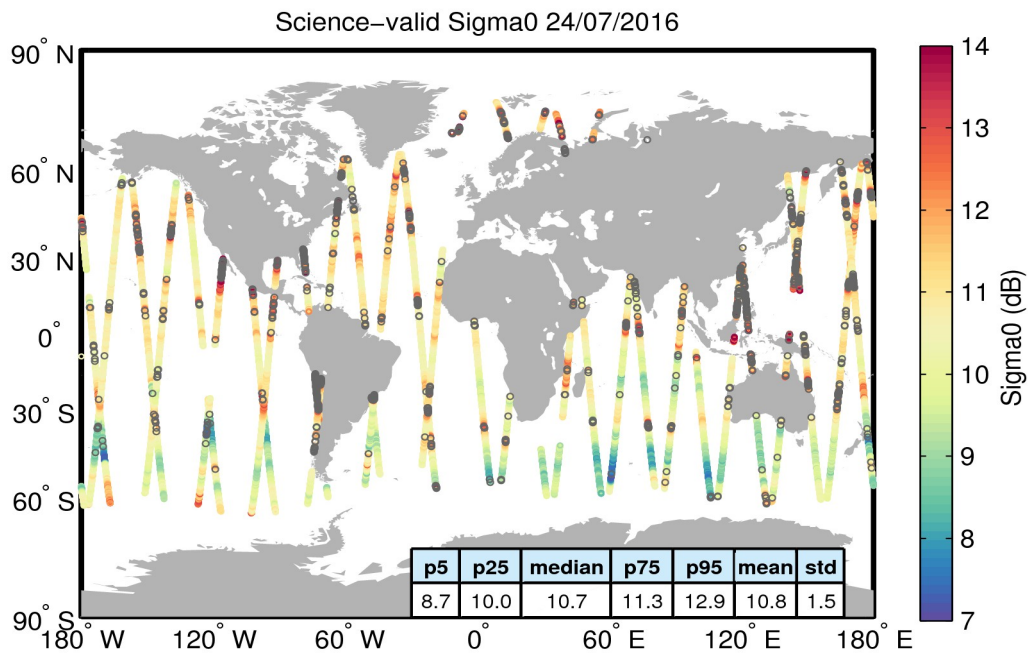 Science-valid Sigma0 24/07/2016
90° N
60° N
30° N
0°
30° S
60° S
90° S
180° W
120° W
60° W
0°
60° E
120° E
180° E
14
13
12
11
10
9
8
7
Sigma0 (dB)
p5 p25 median p75 p95 mean std
8.7 10.0 10.7 11.3 12.9 10.8 1.5